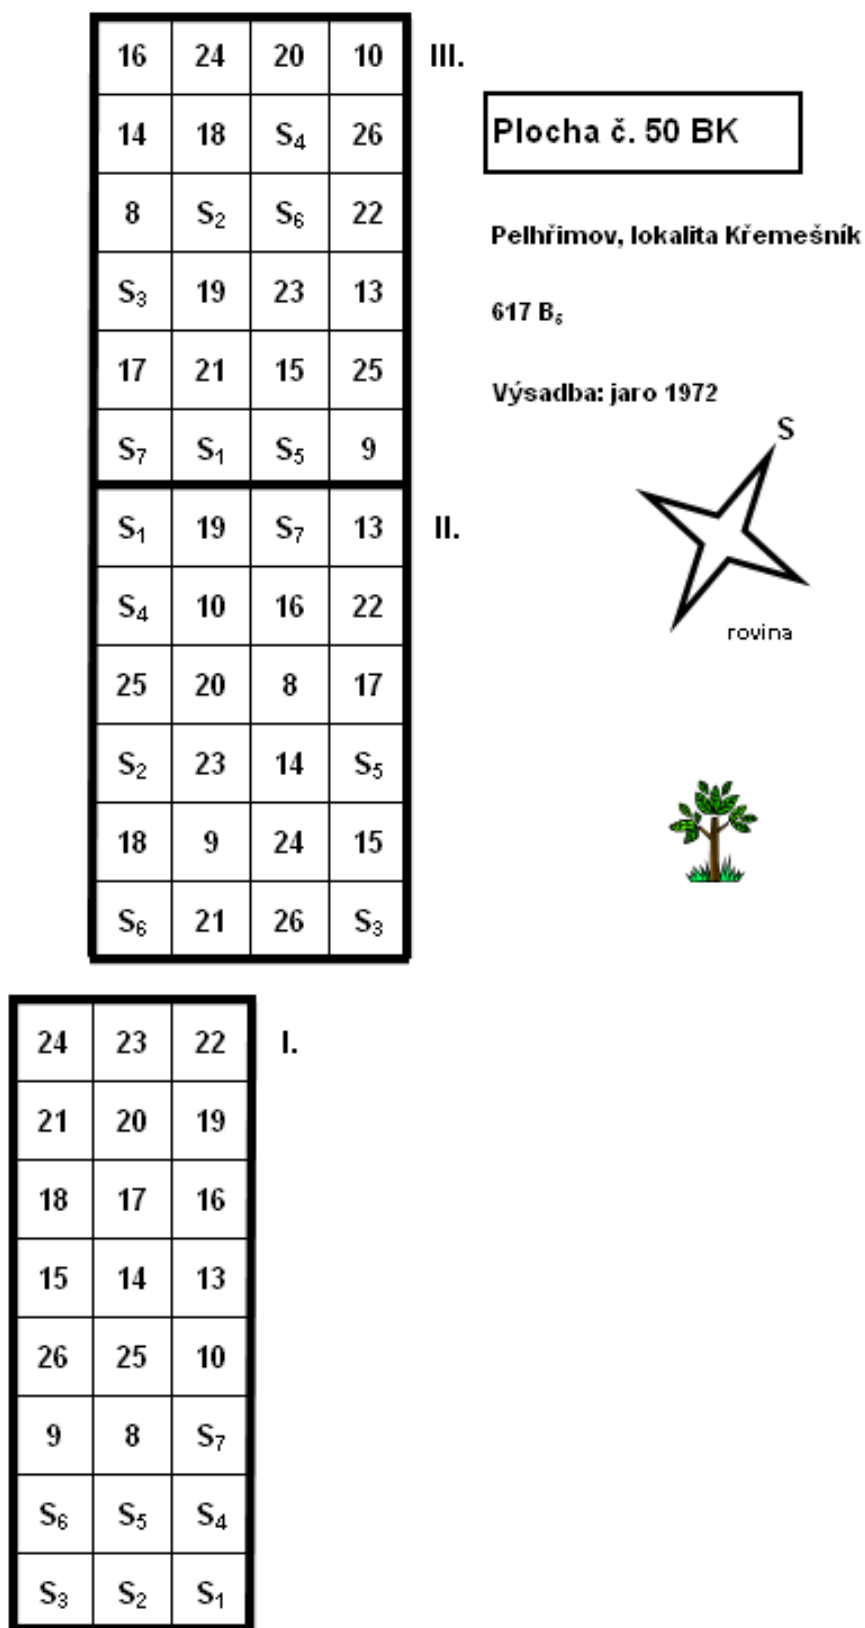 16 24 20 10 III.
14 18 S₄ 26
8 S₂ S₆ 22
S₃ 19 23 13
17 21 15 25
S₇ S₁ S₅ 9
Plocha č. 50 BK
Pelhřimov, lokalita Křemešník
617 B₅
Výsadba: jaro 1972
S
rovina
S₁ 19 S₇ 13 II.
S₄ 10 16 22
25 20 8 17
S₂ 23 14 S₅
18 9 24 15
S₆ 21 26 S₃
24 23 22 I.
21 20 19
18 17 16
15 14 13
26 25 10
9 8 S₇
S₆ S₅ S₄
S₃ S₂ S₁